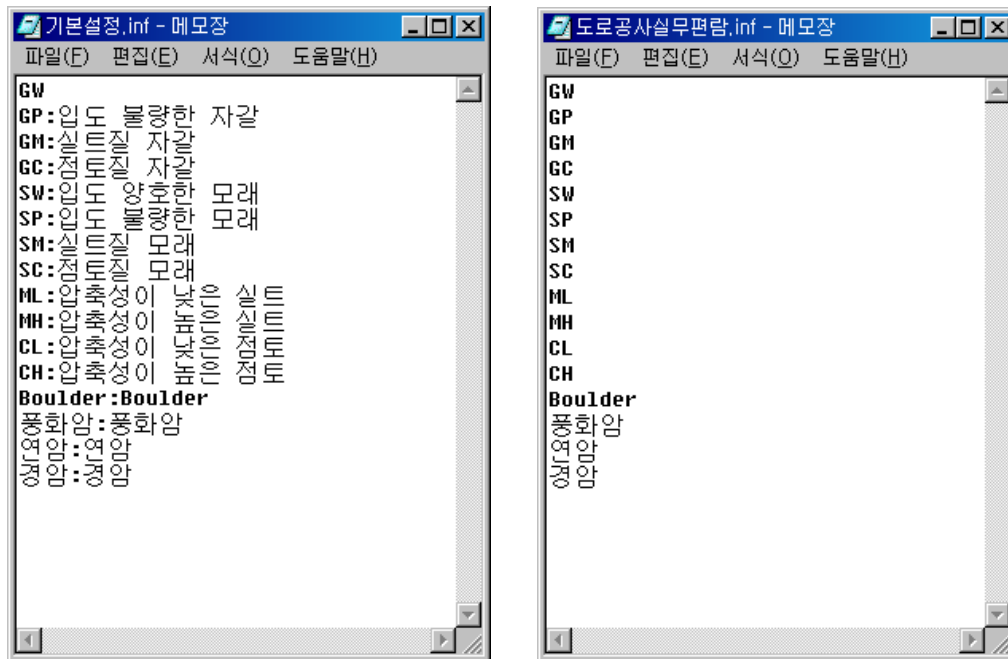 기본설정.inf - 메모장
파일(F) 편집(E) 서식(O) 도움말(H)
GW
GP:입도 불량한 자갈
GM:실트질 자갈
GC:점토질 자갈
SW:입도 양호한 모래
SP:입도 불량한 모래
SM:실트질 모래
SC:점토질 모래
ML:압축성이 낮은 실트
MH:압축성이 높은 실트
CL:압축성이 낮은 점토
CH:압축성이 높은 점토
Boulder:Boulder
풍화암:풍화암
연암:연암
경암:경암
도로공사실무편람.inf - 메모장
파일(F) 편집(E) 서식(O) 도움말(H)
GW
GP
GM
GC
SW
SP
SM
SC
ML
MH
CL
CH
Boulder
풍화암
연암
경암